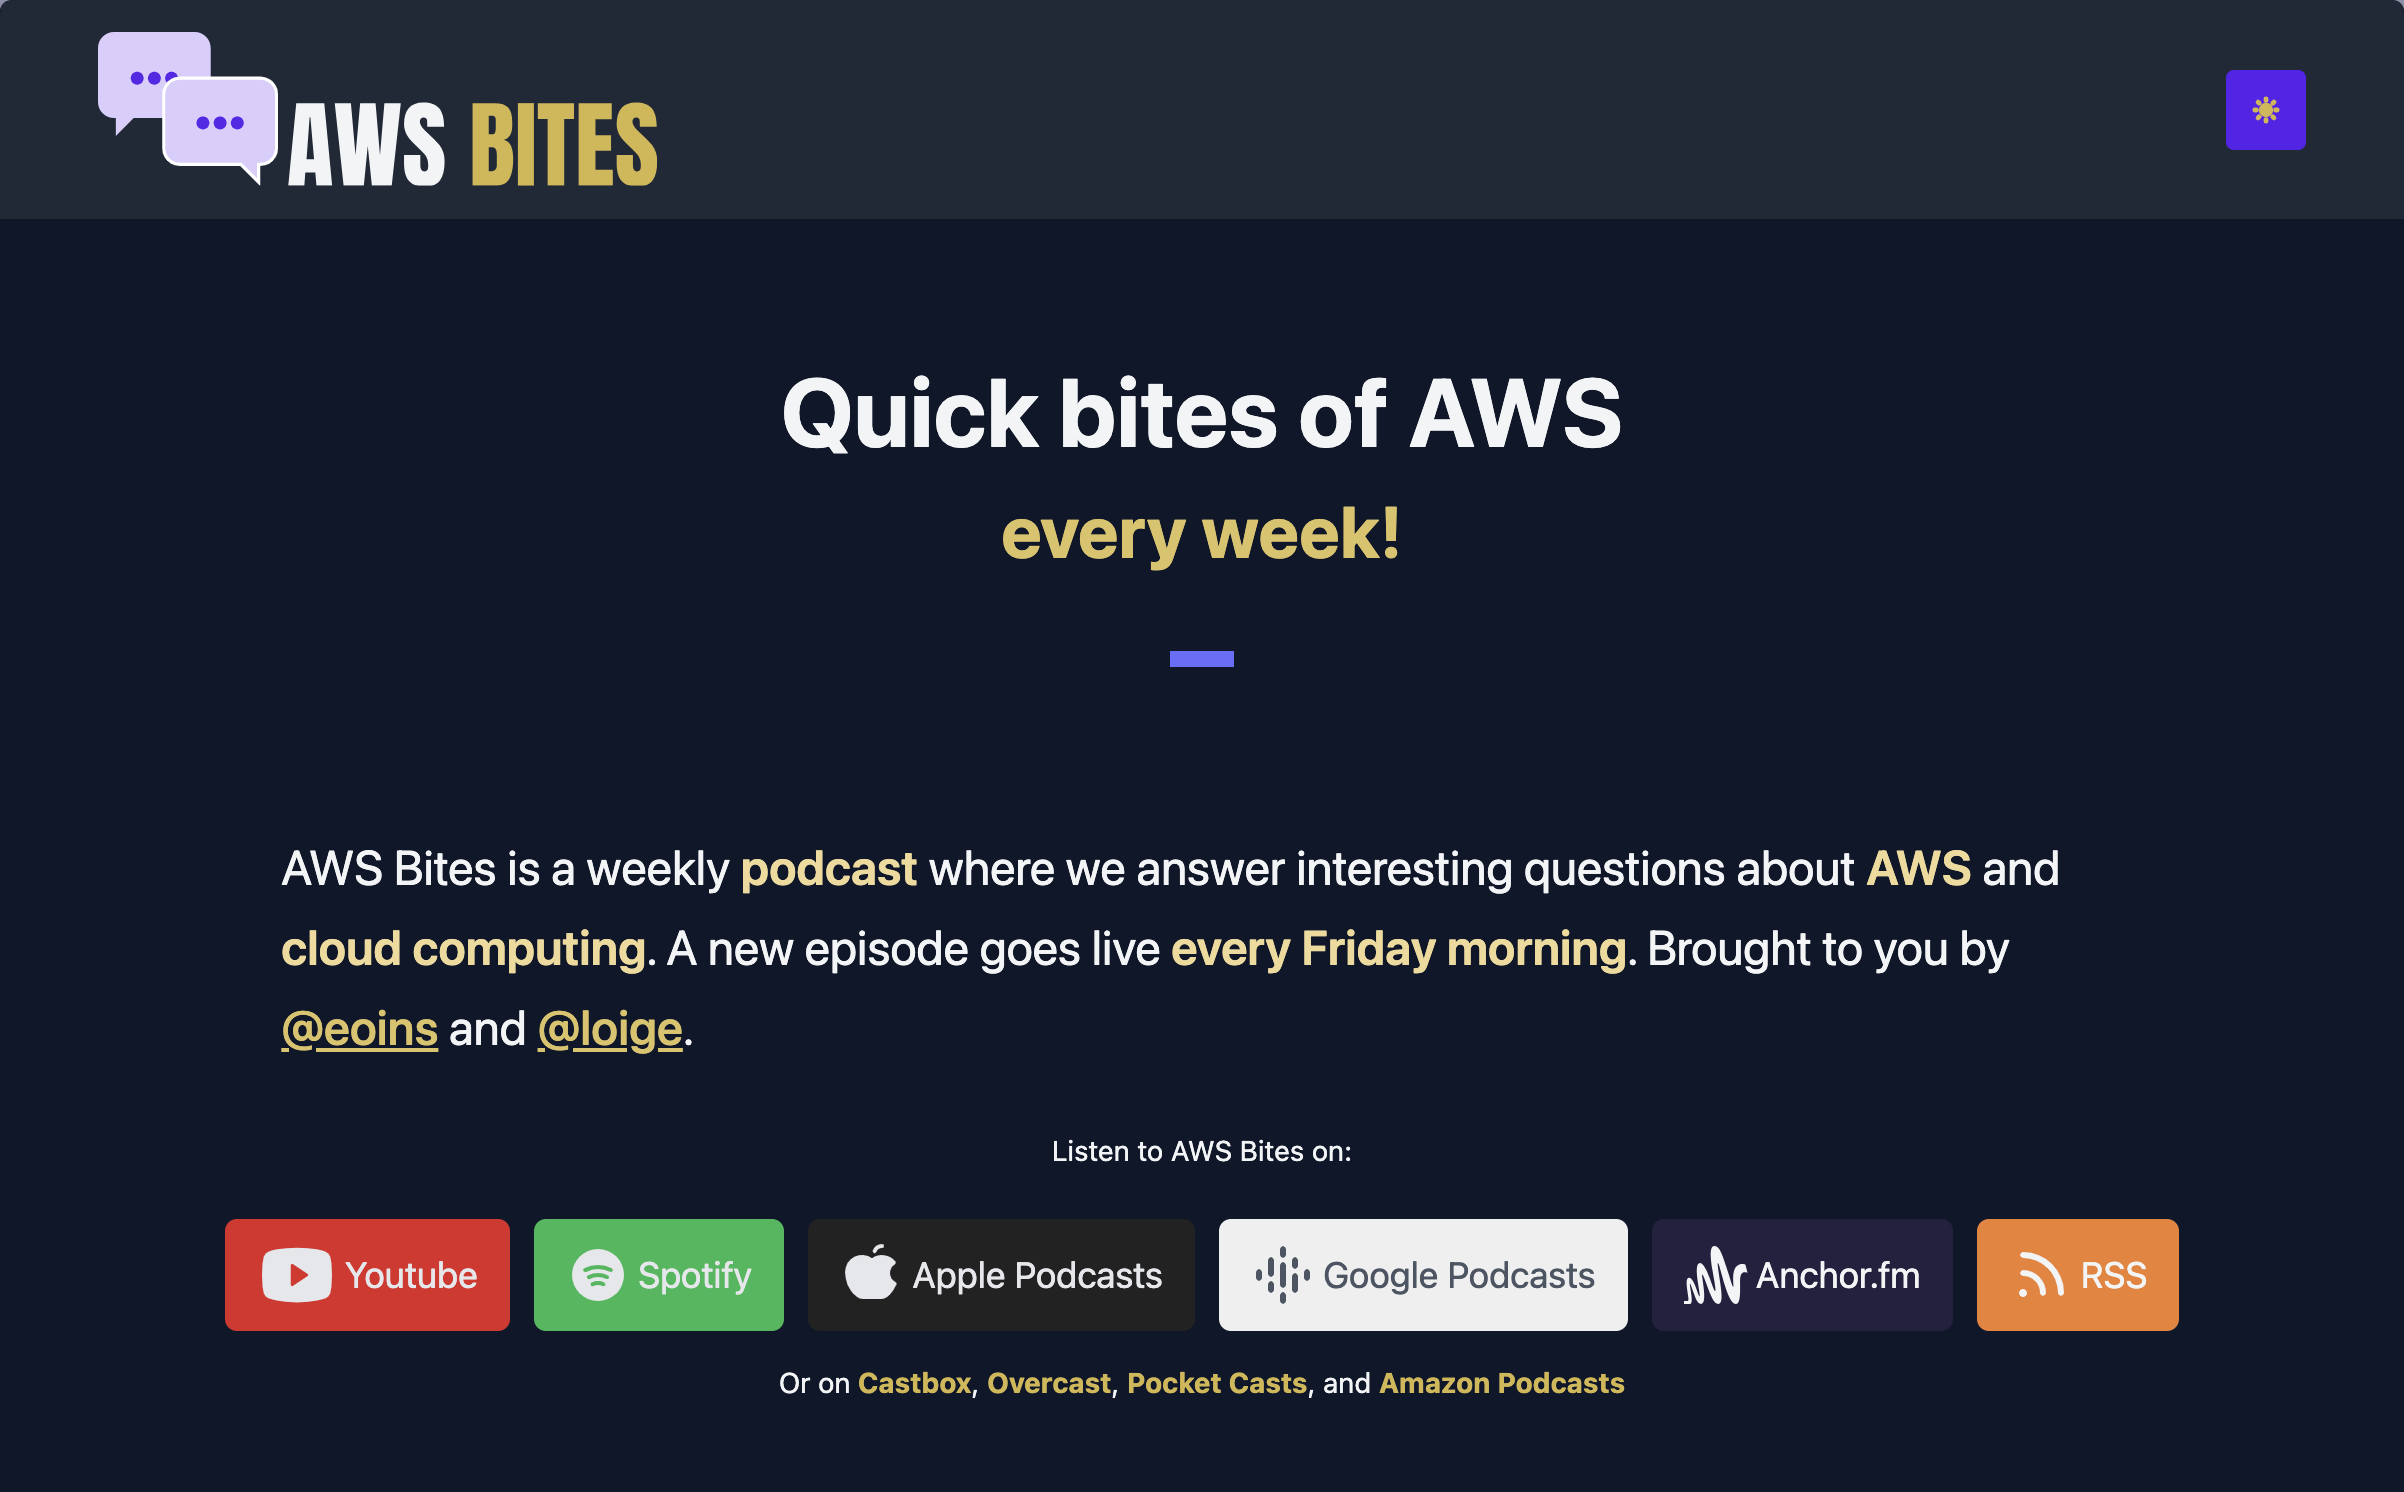 AWS BITES
Quick bites of AWS
every week!
AWS Bites is a weekly podcast where we answer interesting questions about AWS and
cloud computing. A new episode goes live every Friday morning. Brought to you by
@eoins and @loige.
Listen to AWS Bites on:
Youtube Spotify Apple Podcasts Google Podcasts Anchor.fm RSS
Or on Castbox, Overcast, Pocket Casts, and Amazon Podcasts